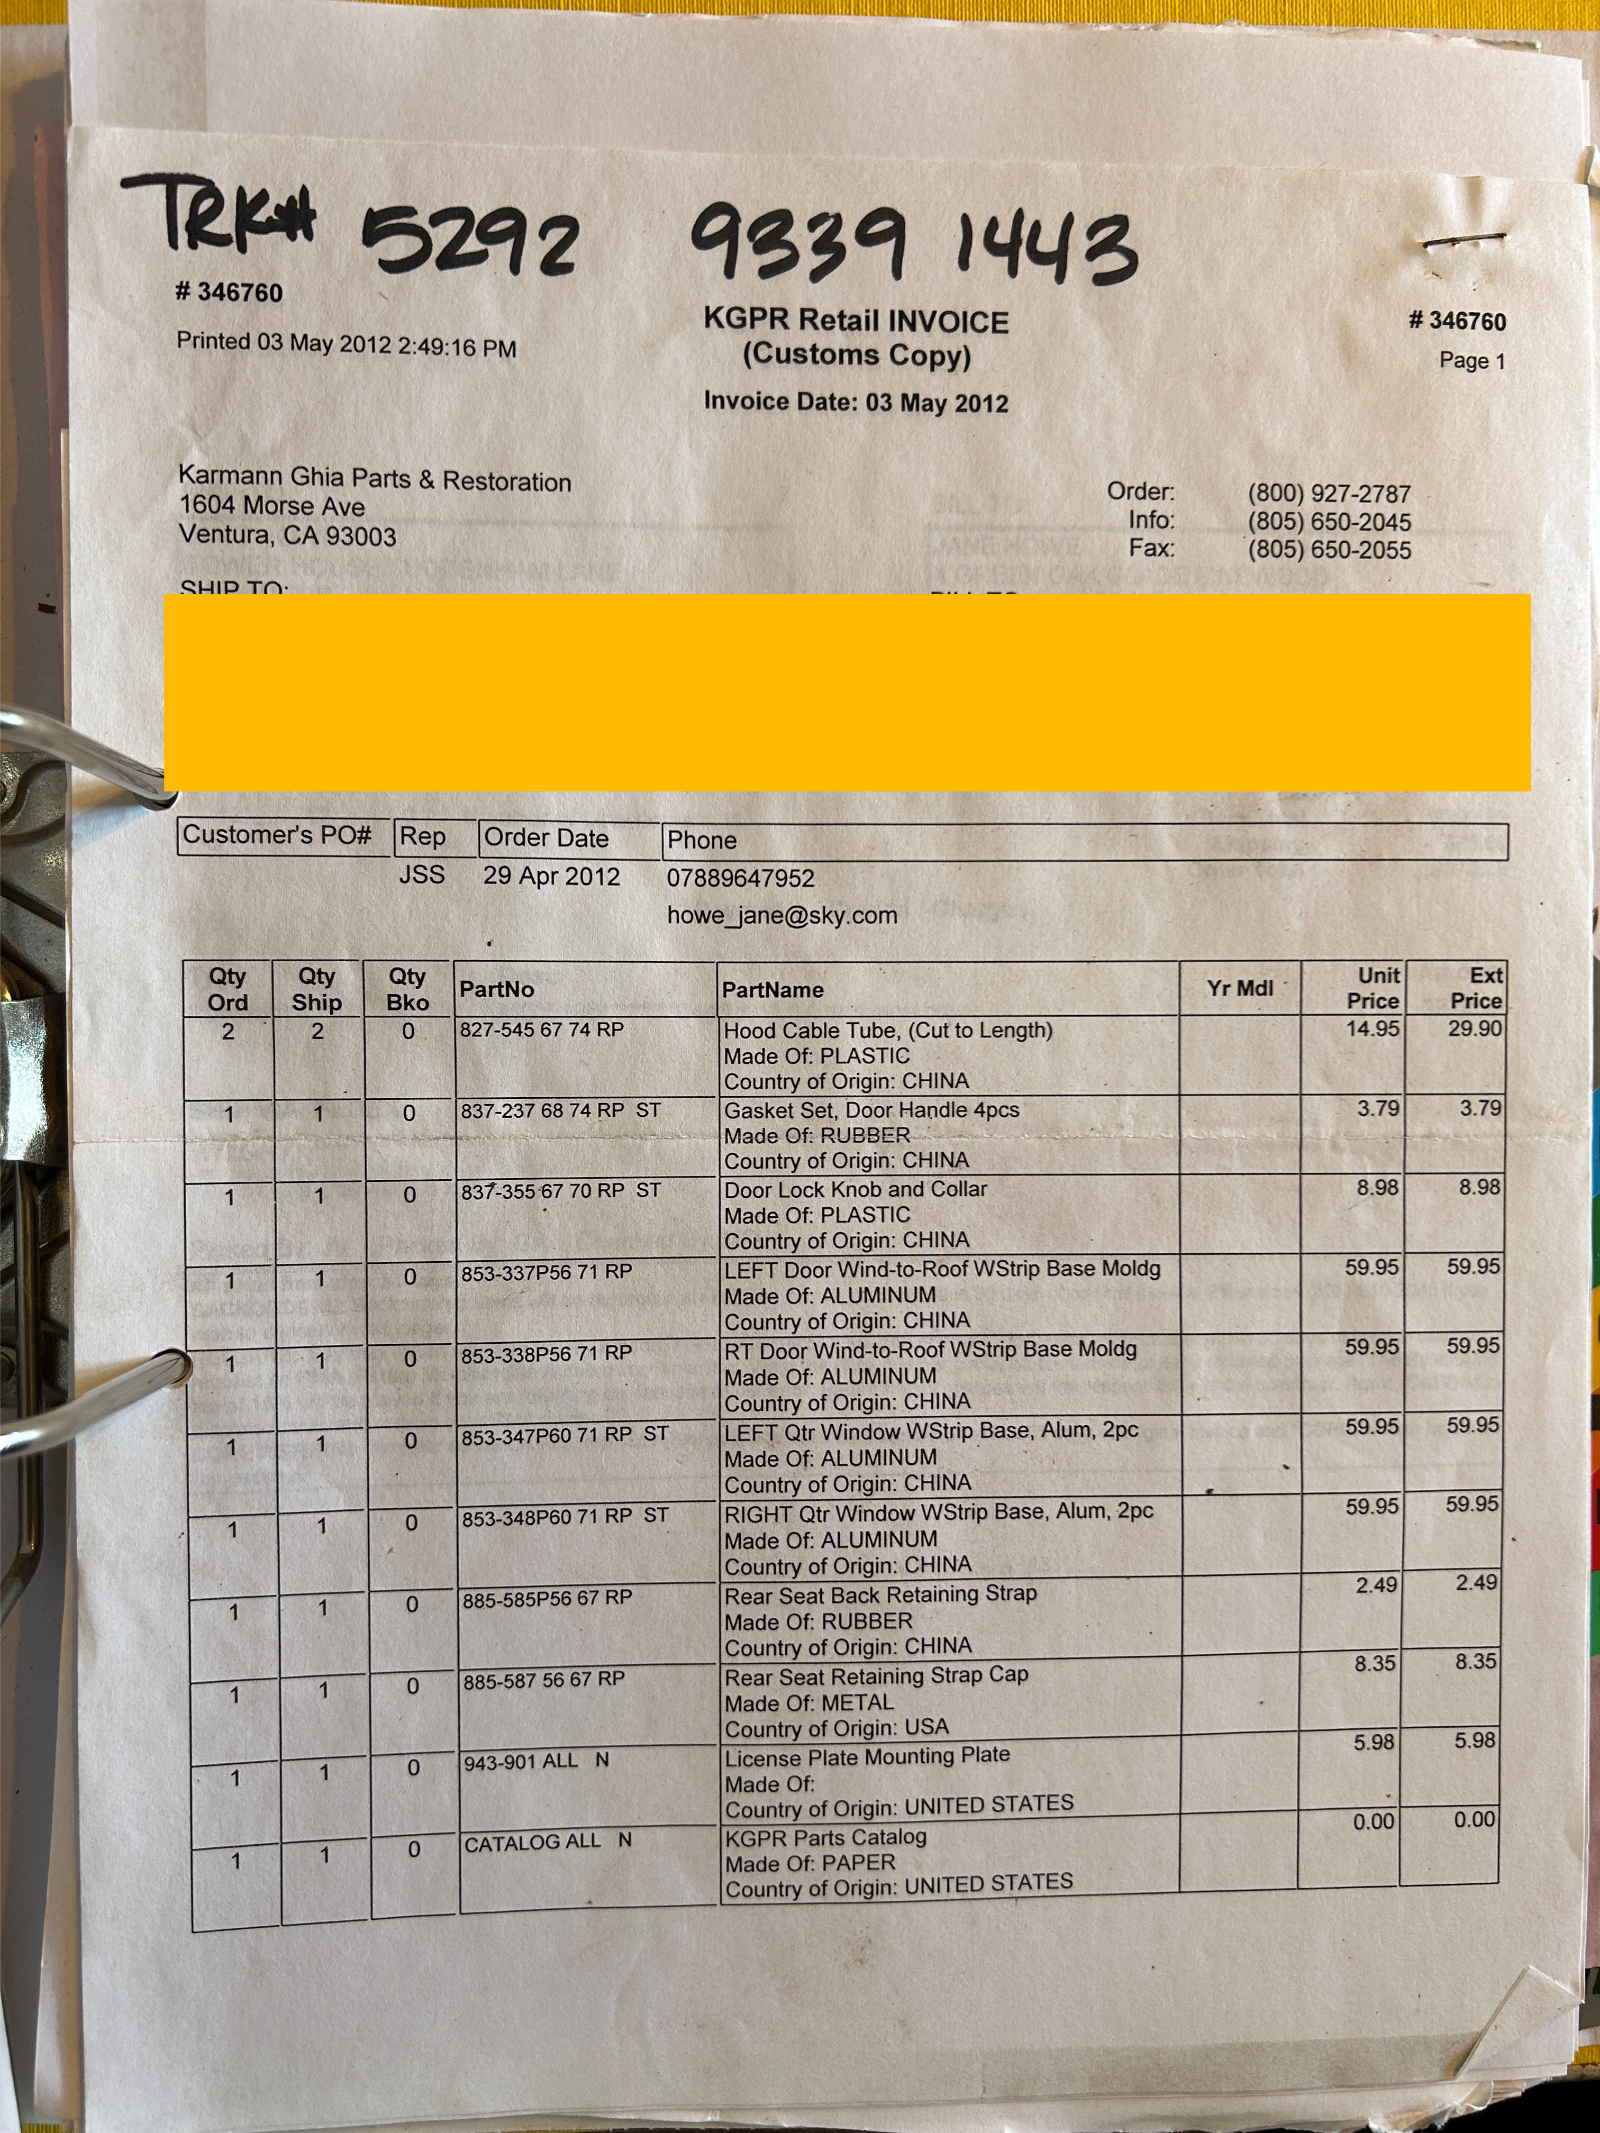 TRK# 5292 9339 1443
# 346760
Printed 03 May 2012 2:49:16 PM
KGPR Retail INVOICE
(Customs Copy)
Invoice Date: 03 May 2012
# 346760
Page 1
Karmann Ghia Parts & Restoration
1604 Morse Ave
Ventura, CA 93003
Order: (800) 927-2787
Info: (805) 650-2045
Fax: (805) 650-2055
SHIP TO:
Customer's PO# Rep Order Date Phone
JSS 29 Apr 2012 07889647952
howe_jane@sky.com
Qty Ord Qty Ship Qty Bko PartNo PartName Yr Mdl Unit Price Ext Price
2 2 0 827-545 67 74 RP Hood Cable Tube, (Cut to Length) 14.95 29.90
Made Of: PLASTIC
Country of Origin: CHINA
1 1 0 837-237 68 74 RP ST Gasket Set, Door Handle 4pcs 3.79 3.79
Made Of: RUBBER
Country of Origin: CHINA
1 1 0 837-355 67 70 RP ST Door Lock Knob and Collar 8.98 8.98
Made Of: PLASTIC
Country of Origin: CHINA
1 1 0 853-337P56 71 RP LEFT Door Wind-to-Roof WStrip Base Moldg 59.95 59.95
Made Of: ALUMINUM
Country of Origin: CHINA
1 1 0 853-338P56 71 RP RT Door Wind-to-Roof WStrip Base Moldg 59.95 59.95
Made Of: ALUMINUM
Country of Origin: CHINA
1 1 0 853-347P60 71 RP ST LEFT Qtr Window WStrip Base, Alum, 2pc 59.95 59.95
Made Of: ALUMINUM
Country of Origin: CHINA
1 1 0 853-348P60 71 RP ST RIGHT Qtr Window WStrip Base, Alum, 2pc 59.95 59.95
Made Of: ALUMINUM
Country of Origin: CHINA
1 1 0 885-585P56 67 RP Rear Seat Back Retaining Strap 2.49 2.49
Made Of: RUBBER
Country of Origin: CHINA
1 1 0 885-587 56 67 RP Rear Seat Retaining Strap Cap 8.35 8.35
Made Of: METAL
Country of Origin: USA
1 1 0 943-901 ALL N License Plate Mounting Plate 5.98 5.98
Made Of:
Country of Origin: UNITED STATES
1 1 0 CATALOG ALL N KGPR Parts Catalog 0.00 0.00
Made Of: PAPER
Country of Origin: UNITED STATES